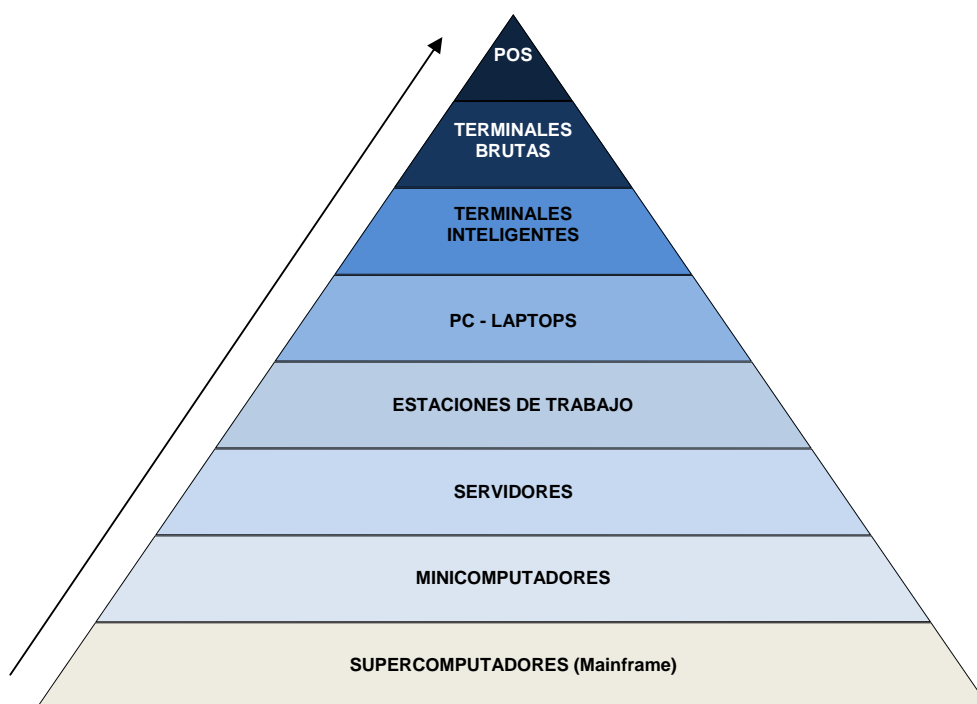 POS
TERMINALES
BRUTAS
TERMINALES
INTELIGENTES
PC - LAPTOPS
ESTACIONES DE TRABAJO
SERVIDORES
MINICOMPUTADORES
SUPERCOMPUTADORES (Mainframe)